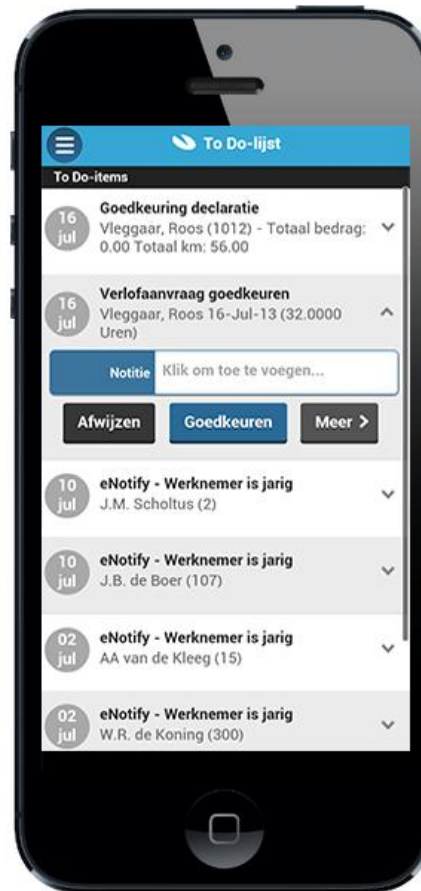 To Do-lijst
To Do-items
16
jul
Goedkeuring declaratie
Vleggaar, Roos (1012) - Totaal bedrag:
0.00 Totaal km: 56.00
16
jul
Verlofaanvraag goedkeuren
Vleggaar, Roos 16-Jul-13 (32.0000
Uren)
Notitie Klik om toe te voegen...
Afwijzen Goedkeuren Meer >
10
jul
eNotify - Werknemer is jarig
J.M. Scholtus (2)
10
jul
eNotify - Werknemer is jarig
J.B. de Boer (107)
02
jul
eNotify - Werknemer is jarig
AA van de Kleeg (15)
02
jul
eNotify - Werknemer is jarig
W.R. de Koning (300)